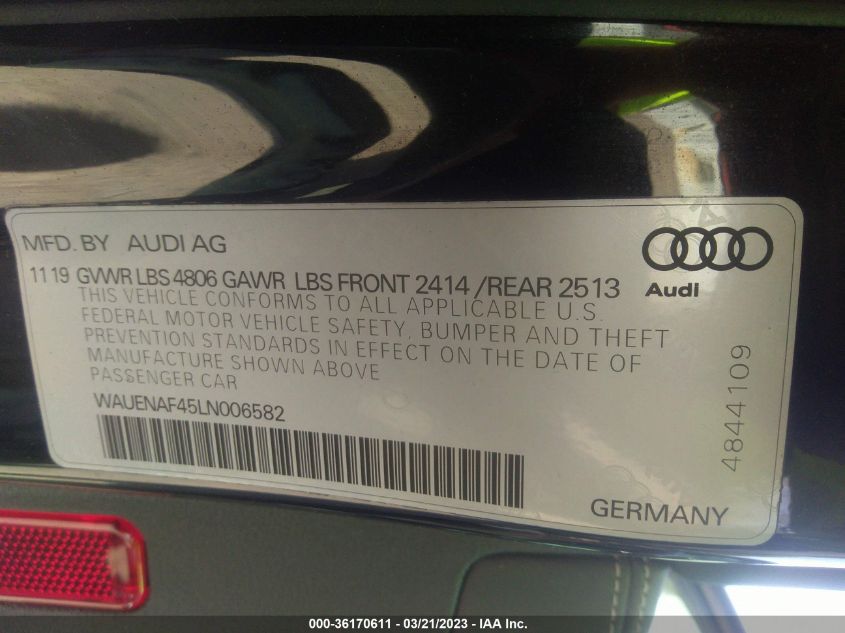 MFD. BY AUDI AG
11 19 GVWR LBS 4806 GAWR LBS FRONT 2414 /REAR 2513
THIS VEHICLE CONFORMS TO ALL APPLICABLE U.S.
FEDERAL MOTOR VEHICLE SAFETY, BUMPER AND THEFT
PREVENTION STANDARDS IN EFFECT ON THE DATE OF
MANUFACTURE SHOWN ABOVE
PASSENGER CAR
WAUENAF45LN006582
Audi
4844109
GERMANY
000-36170611 - 03/21/2023 - © IAA Inc.